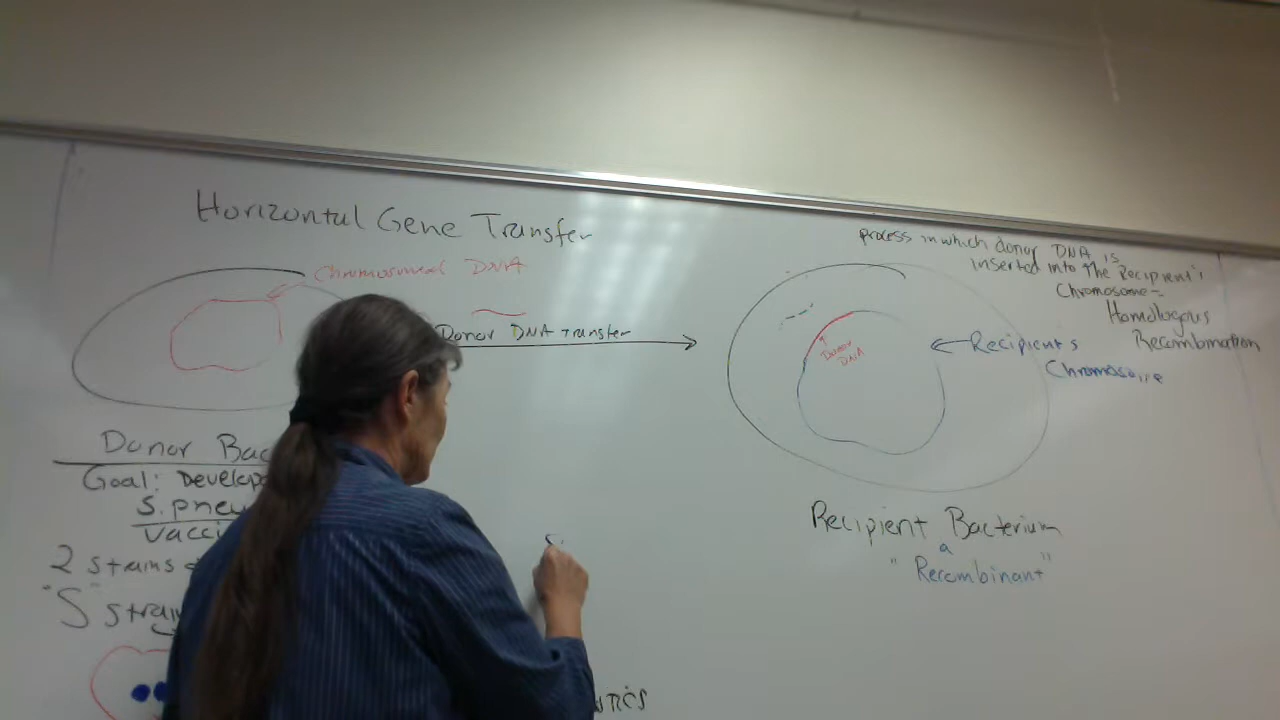 Horizontal Gene Transfer
Chromosomal DNA
Donor DNA transfer
Donor Bac
Goal: Develop
S. pneu
vacci
2 strains
"S" strain
process in which donor DNA is
inserted into the Recipient's
Chromosome =
Homologous
Recombination
Donor
DNA
Recipient's
Chromosome
Recipient Bacterium
a
"Recombinant"